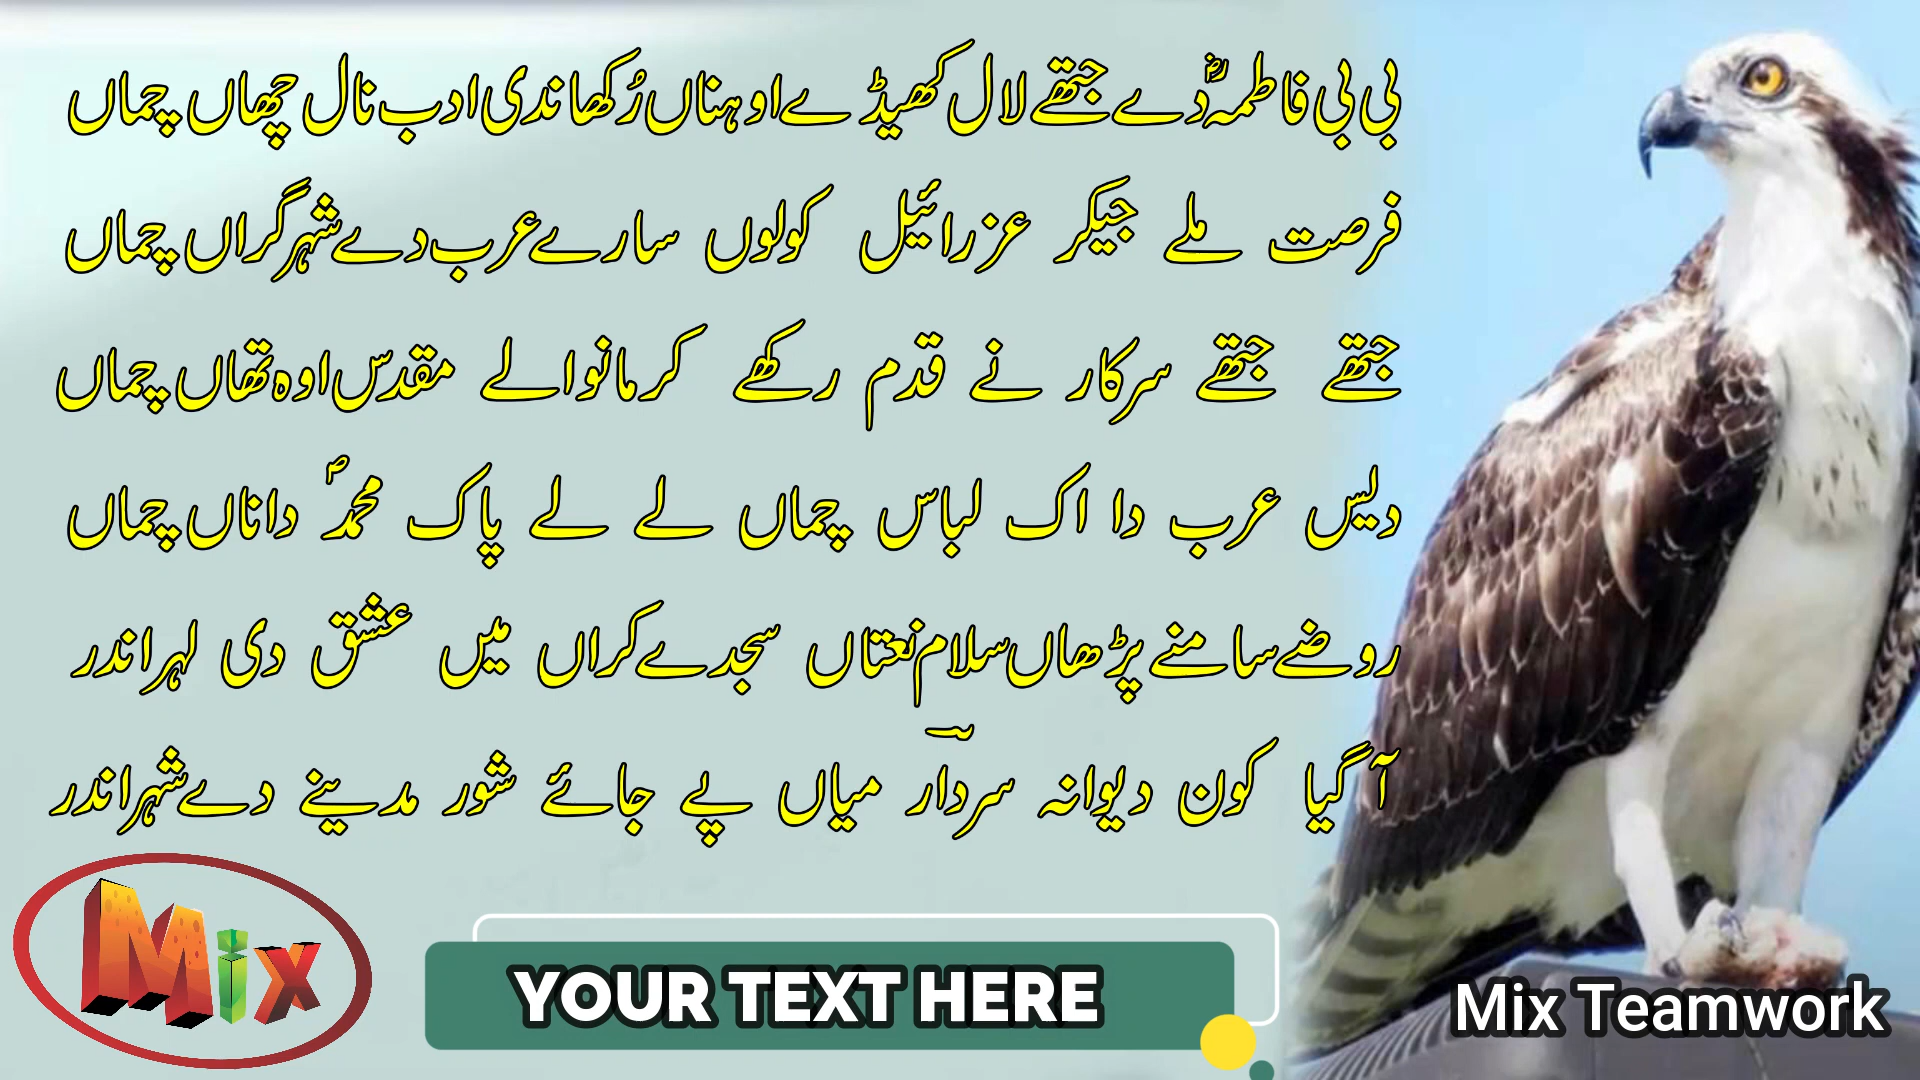 بی بی فاطمہؓ دے جتھے لال کھیڈے اوہناں رُکھاندی ادب نال چھاں چماں
فرصت ملے جیکر عزرائیل کولوں سارے عرب دے شہر گراں چماں
جتھے جتھے سرکار نے قدم رکھے کرمانوالے مقدس اوہ تھاں چماں
دیس عرب دا اک لباس چماں لے لے پاک محمدؐ داناں چماں
روضے سامنے پڑھاں سلام نعتاں سجدے کراں میں عشق دی لہر اندر
آ گیا کون دیوانہ سردارؔ میاں پے جائے شور مدینے دے شہر اندر
Mix
YOUR TEXT HERE
Mix Teamwork